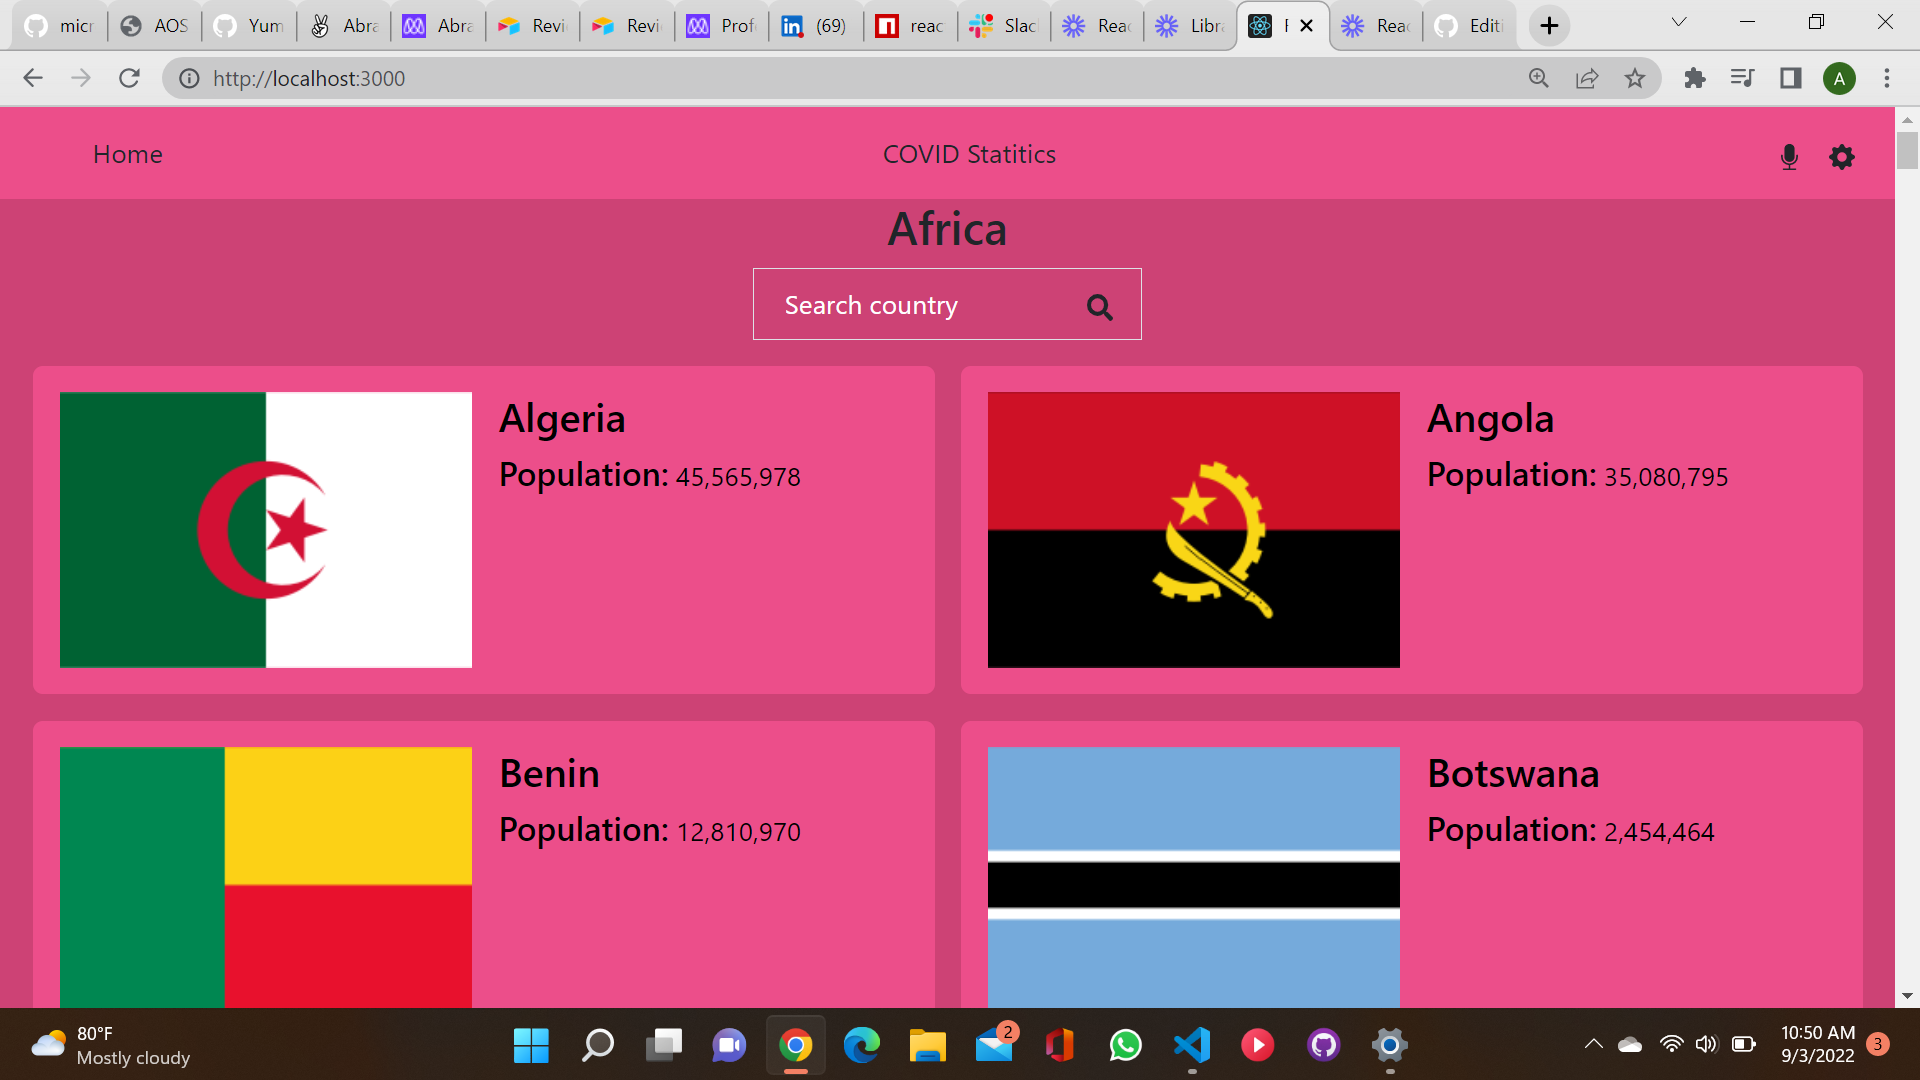 micr AOS Yum Abra Abra Revi Revi Prof (69) reac Slac Reac Libra Reac Editi
http://localhost:3000
Home COVID Statitics
Africa
Search country
Algeria
Population: 45,565,978
Angola
Population: 35,080,795
Benin
Population: 12,810,970
Botswana
Population: 2,454,464
80°F
Mostly cloudy
2
10:50 AM
9/3/2022
3